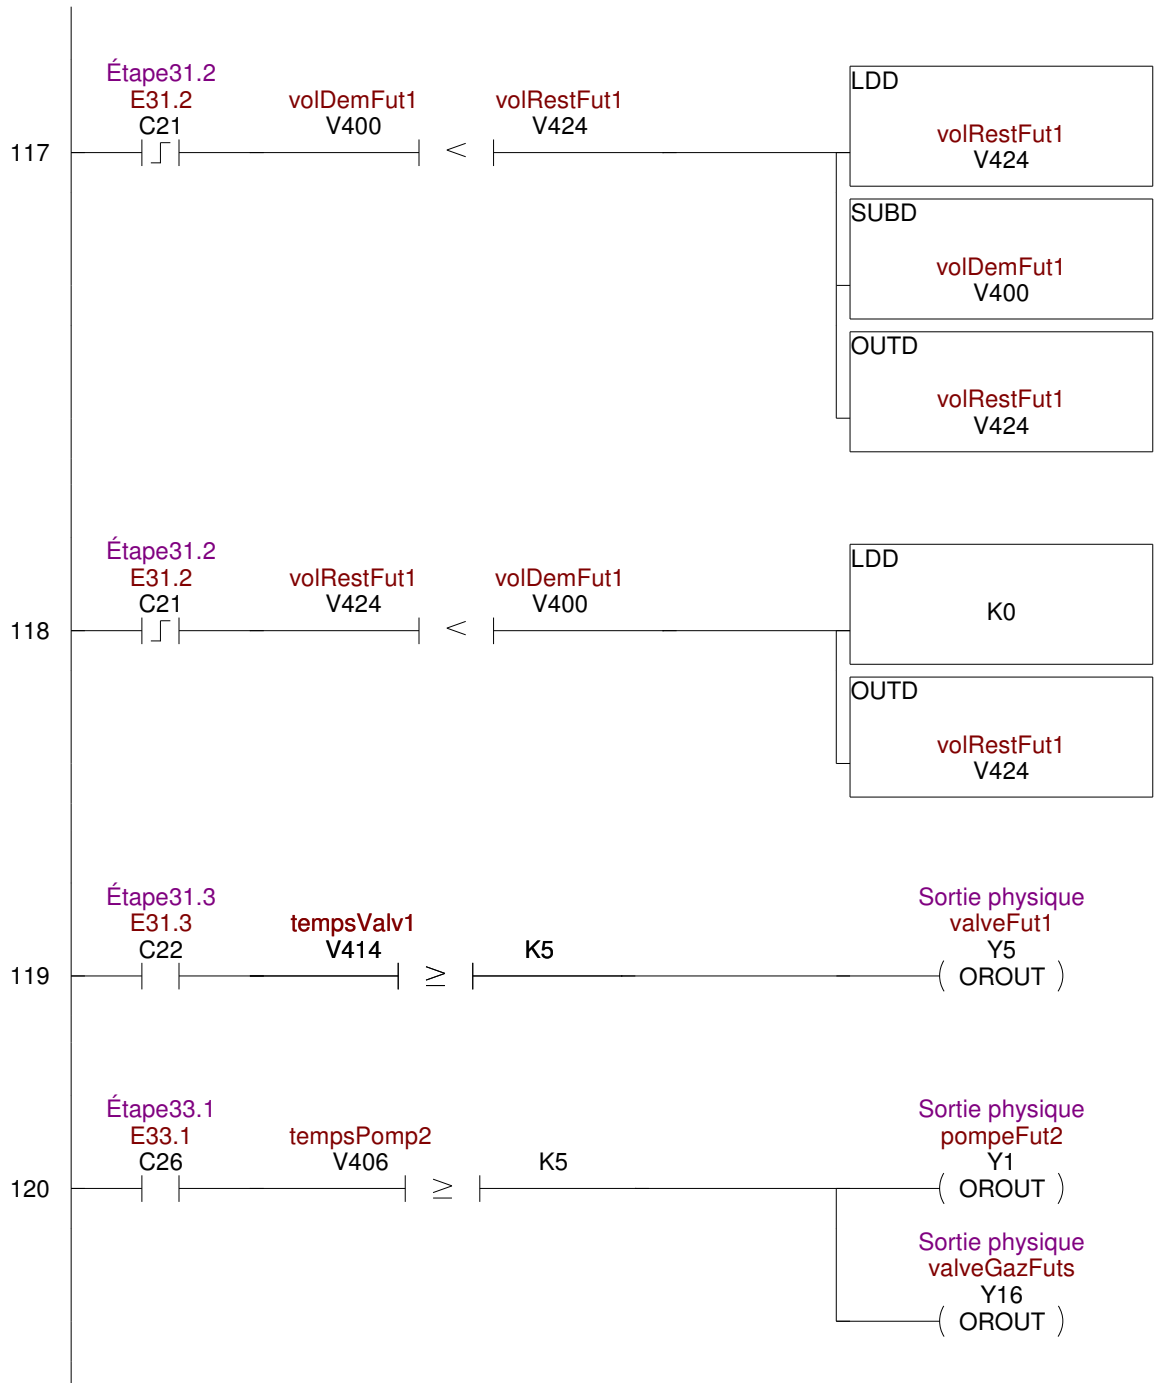 Étape31.2
E31.2 volDemFut1 volRestFut1
C21 V400 V424
117 <
LDD
volRestFut1
V424
SUBD
volDemFut1
V400
OUTD
volRestFut1
V424
Étape31.2
E31.2 volRestFut1 volDemFut1
C21 V424 V400
118 <
LDD
K0
OUTD
volRestFut1
V424
Étape31.3 Sortie physique
E31.3 tempsValv1 valveFut1
C22 V414 K5 Y5
119 ≥ ( OROUT )
Étape33.1 Sortie physique
E33.1 tempsPomp2 pompeFut2
C26 V406 K5 Y1
120 ≥ ( OROUT )
Sortie physique
valveGazFuts
Y16
( OROUT )